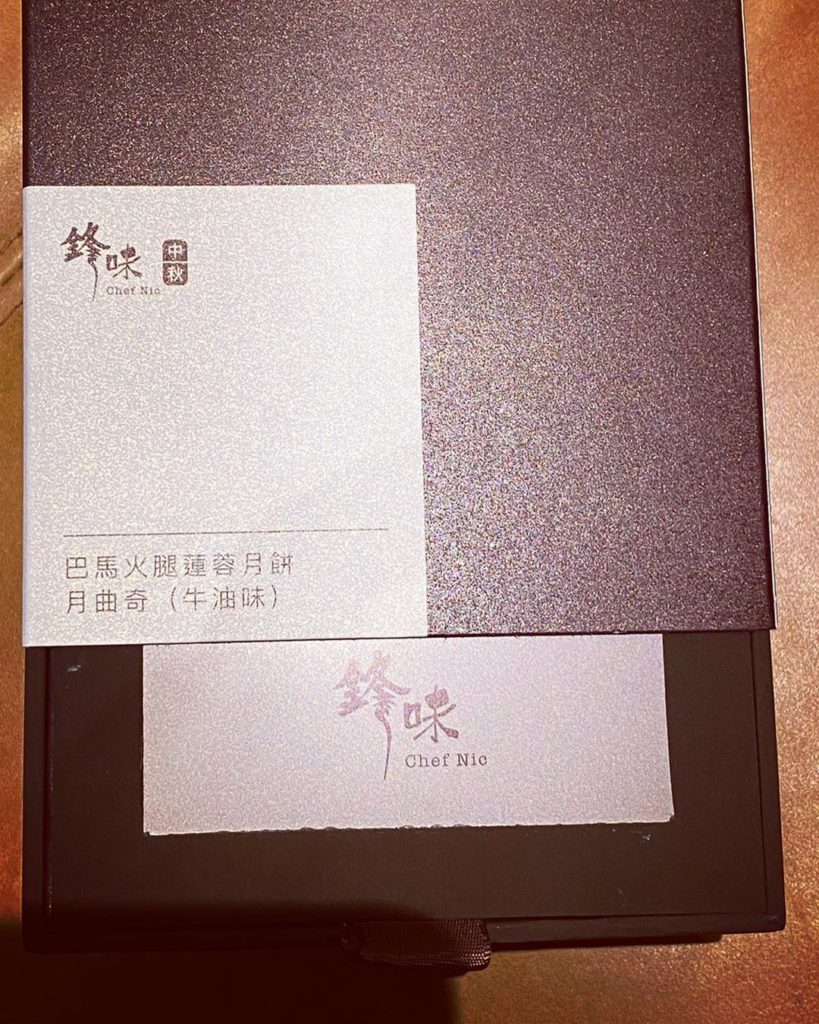 鋒味 中秋
Chef Nic
巴馬火腿蓮蓉月餅
月曲奇（牛油味）
鋒味
Chef Nic